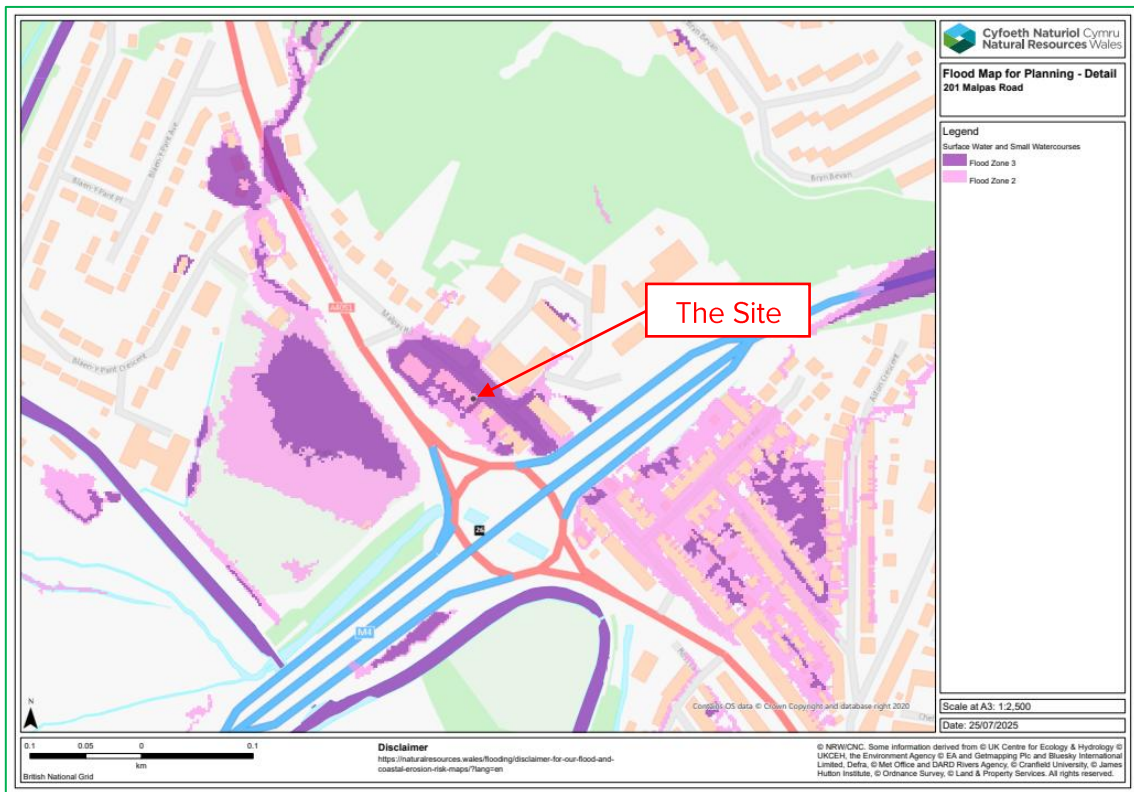 Cyfoeth Naturiol Cymru
Natural Resources Wales
Flood Map for Planning - Detail
201 Malpas Road
Legend
Surface Water and Small Watercourses
Flood Zone 3
Flood Zone 2
Bryn Bevan
Bryn Bevan
Blaen-Y-Pant Ave
Blaen-Y-Pant Pl
Blaen-Y-Pant Crescent
A4051
The Site
26
M4
N
Contains OS data © Crown Copyright and database right 2020
Scale at A3: 1:2,500
Date: 25/07/2025
0.1 0.05 0 0.1
km
British National Grid
Disclaimer
https://naturalresources.wales/flooding/disclaimer-for-our-flood-and-
coastal-erosion-risk-maps/?lang=en
© NRW/CNC. Some information derived from © UK Centre for Ecology & Hydrology ©
UKCEH, the Environment Agency © EA and Getmapping Plc and Bluesky International
Limited, Defra, © Met Office and DARD Rivers Agency, © Cranfield University, © James
Hutton Institute, © Ordnance Survey, © Land & Property Services. All rights reserved.